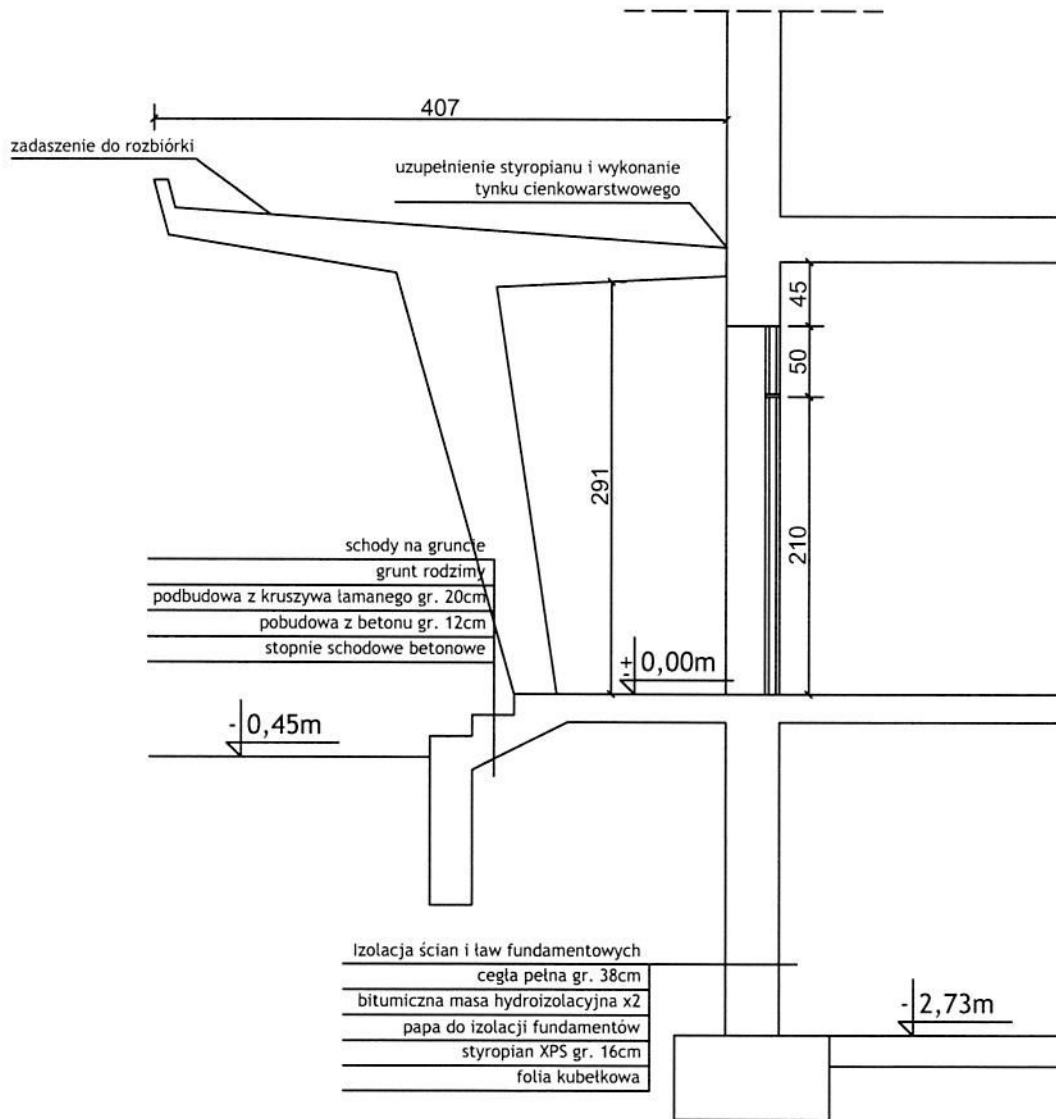 407
zadaszenie do rozbiórki
uzupełnienie styropianu i wykonanie
tynku cienkowarstwowego
45
50
291
210
schody na gruncie
grunt rodzimy
podbudowa z kruszywa łamanego gr. 20cm
pobudowa z betonu gr. 12cm
stopnie schodowe betonowe
+- 0,00m
- 0,45m
Izolacja ścian i ław fundamentowych
cegła pełna gr. 38cm
bitumiczna masa hydroizolacyjna x2
papa do izolacji fundamentów
styropian XPS gr. 16cm
folia kubełkowa
- 2,73m